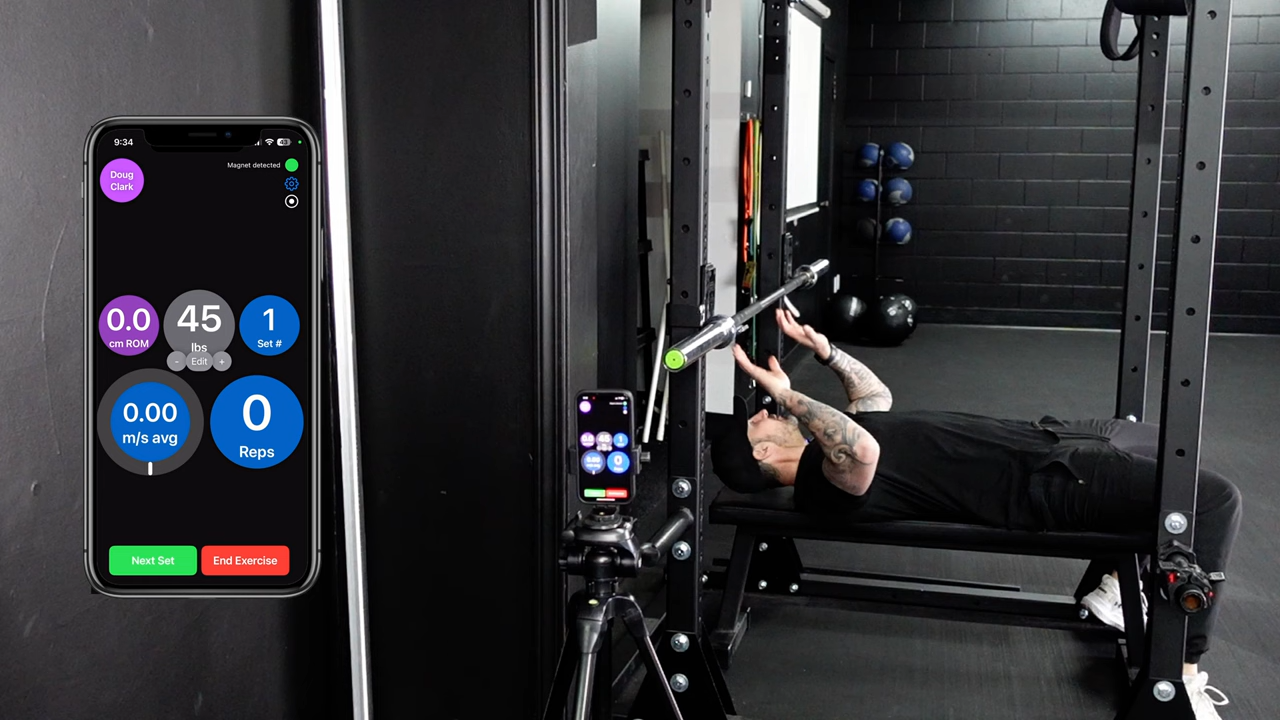 9:34
43
Doug
Clark
Magnet detected
0.0
cm ROM
45
lbs
- Edit +
1
Set #
0.00
m/s avg
0
Reps
Next Set
End Exercise